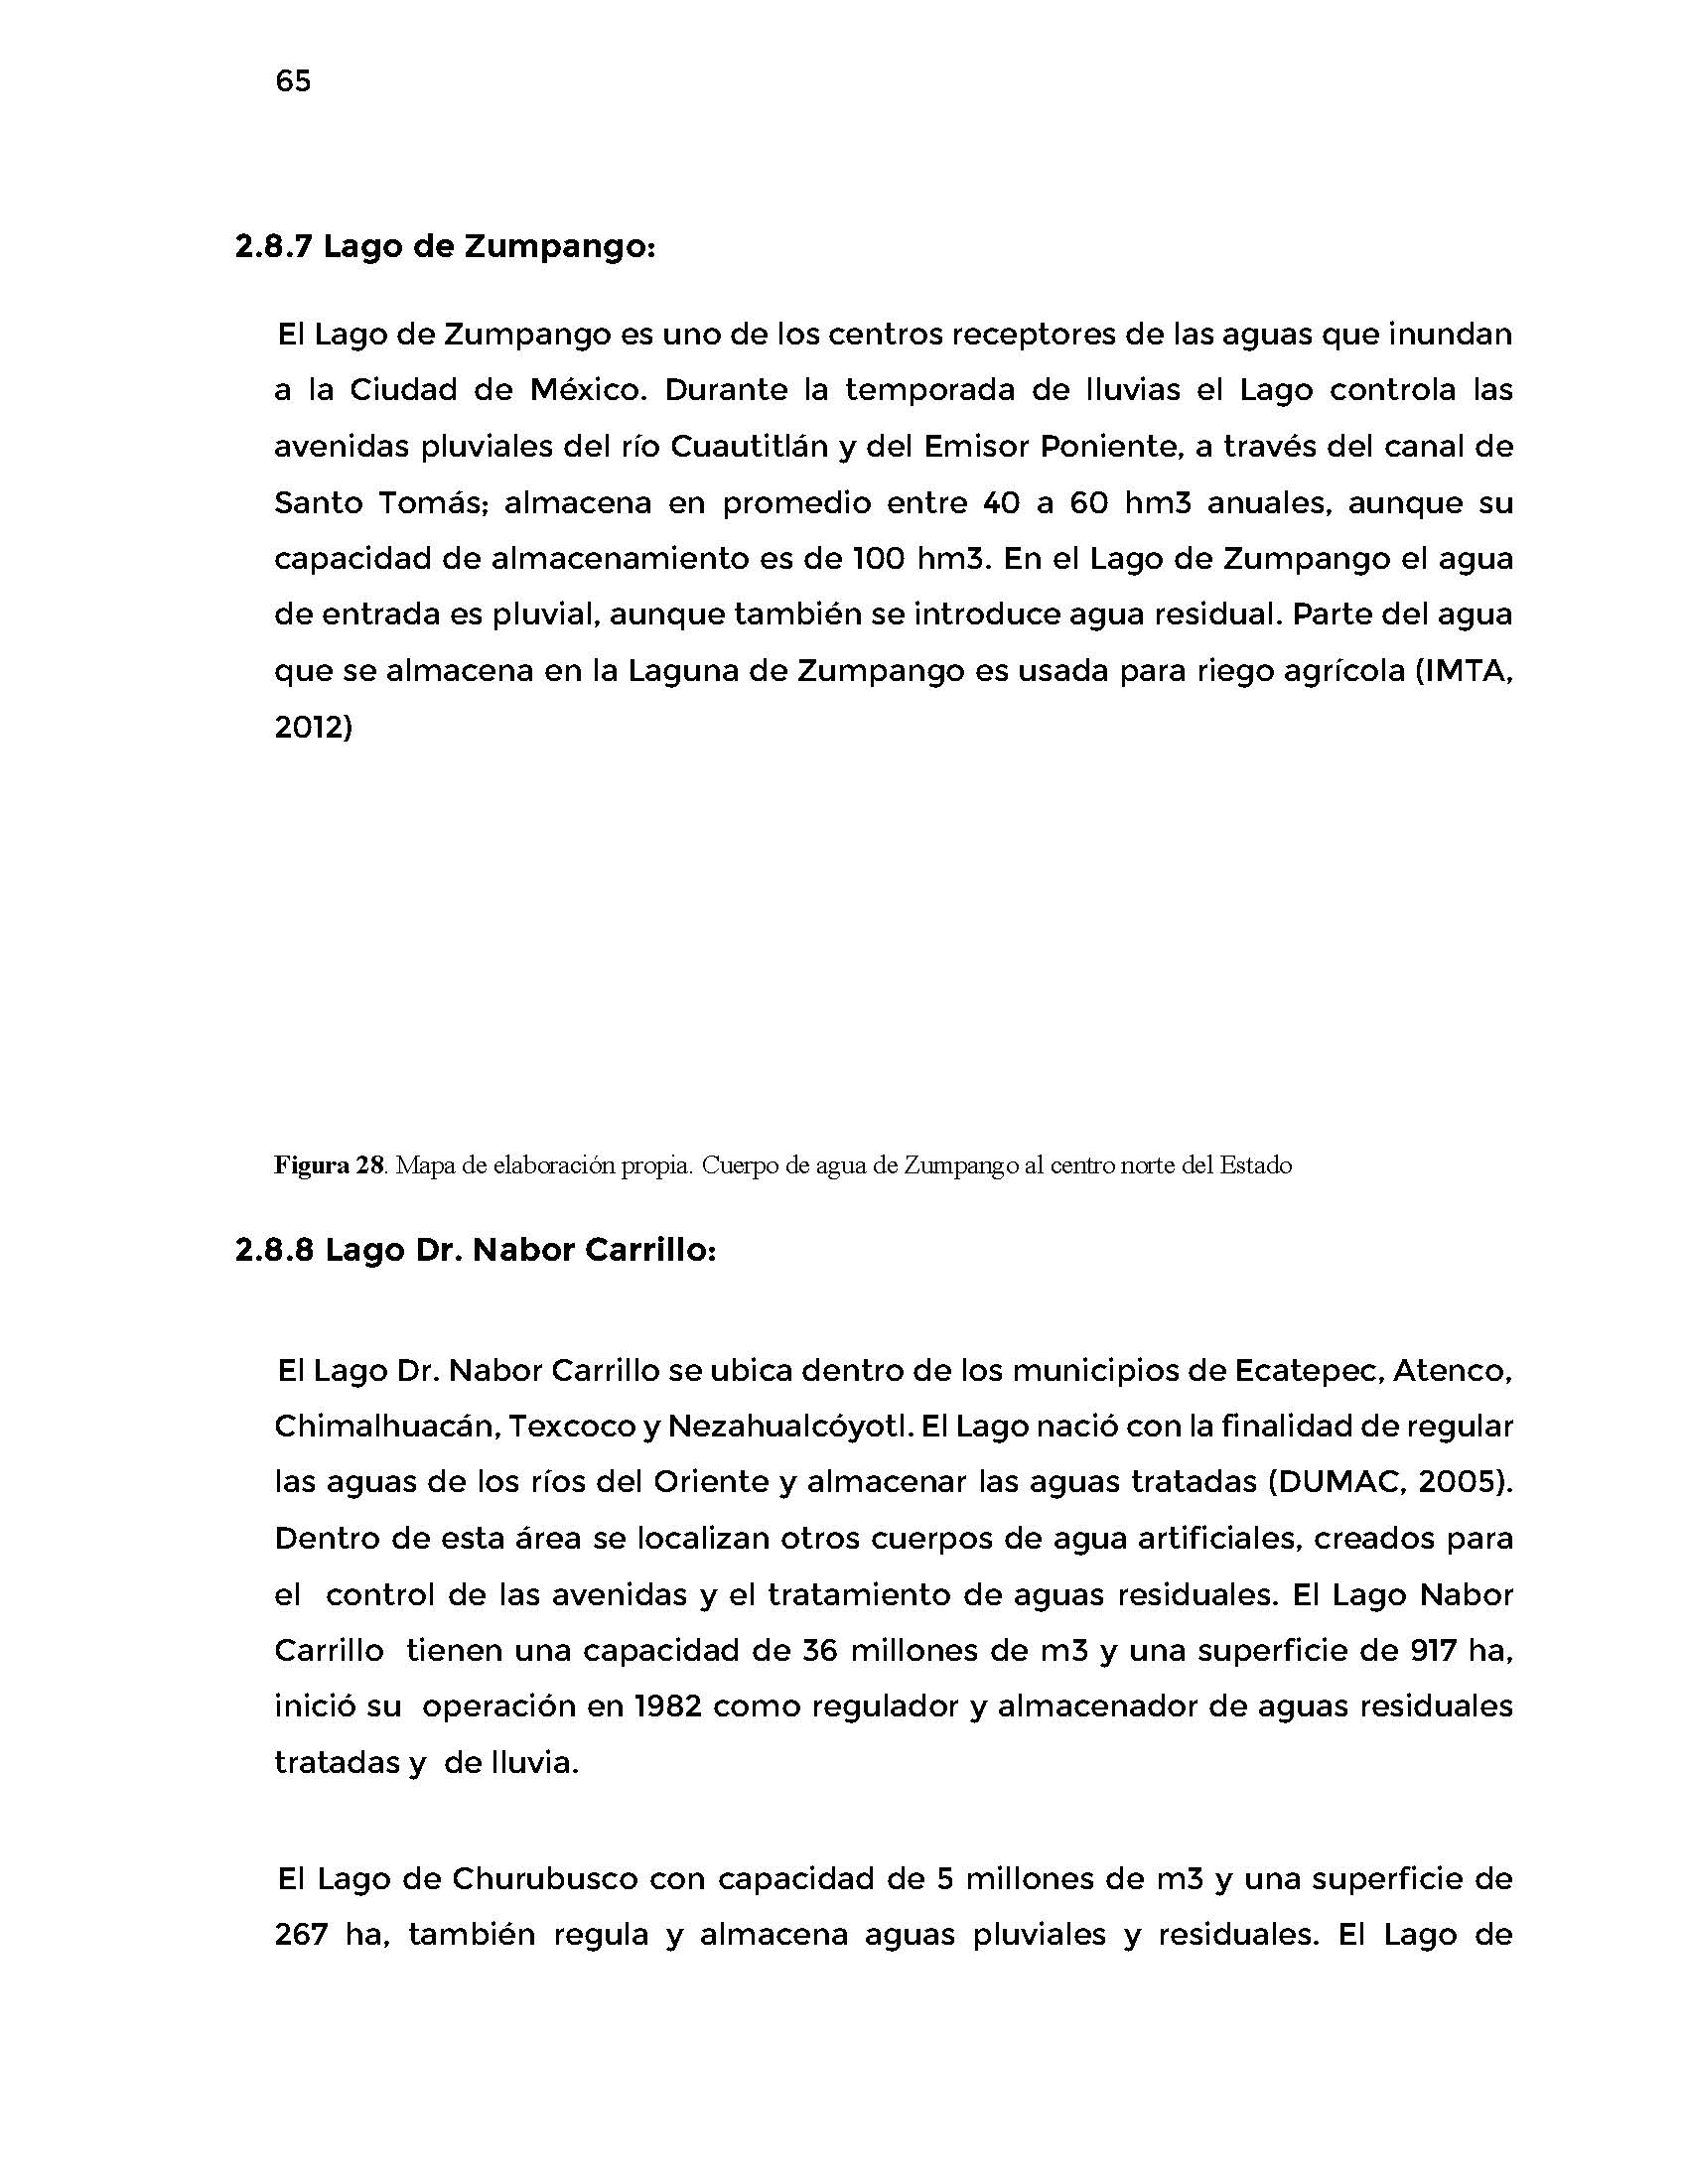 65
2.8.7 Lago de Zumpango:
El Lago de Zumpango es uno de los centros receptores de las aguas que inundan
a la Ciudad de México. Durante la temporada de lluvias el Lago controla las
avenidas pluviales del río Cuautitlán y del Emisor Poniente, a través del canal de
Santo Tomás; almacena en promedio entre 40 a 60 hm3 anuales, aunque su
capacidad de almacenamiento es de 100 hm3. En el Lago de Zumpango el agua
de entrada es pluvial, aunque también se introduce agua residual. Parte del agua
que se almacena en la Laguna de Zumpango es usada para riego agrícola (IMTA,
2012)
Figura 28. Mapa de elaboración propia. Cuerpo de agua de Zumpango al centro norte del Estado
2.8.8 Lago Dr. Nabor Carrillo:
El Lago Dr. Nabor Carrillo se ubica dentro de los municipios de Ecatepec, Atenco,
Chimalhuacán, Texcoco y Nezahualcóyotl. El Lago nació con la finalidad de regular
las aguas de los ríos del Oriente y almacenar las aguas tratadas (DUMAC, 2005).
Dentro de esta área se localizan otros cuerpos de agua artificiales, creados para
el control de las avenidas y el tratamiento de aguas residuales. El Lago Nabor
Carrillo tienen una capacidad de 36 millones de m3 y una superficie de 917 ha,
inició su operación en 1982 como regulador y almacenador de aguas residuales
tratadas y de lluvia.
El Lago de Churubusco con capacidad de 5 millones de m3 y una superficie de
267 ha, también regula y almacena aguas pluviales y residuales. El Lago de